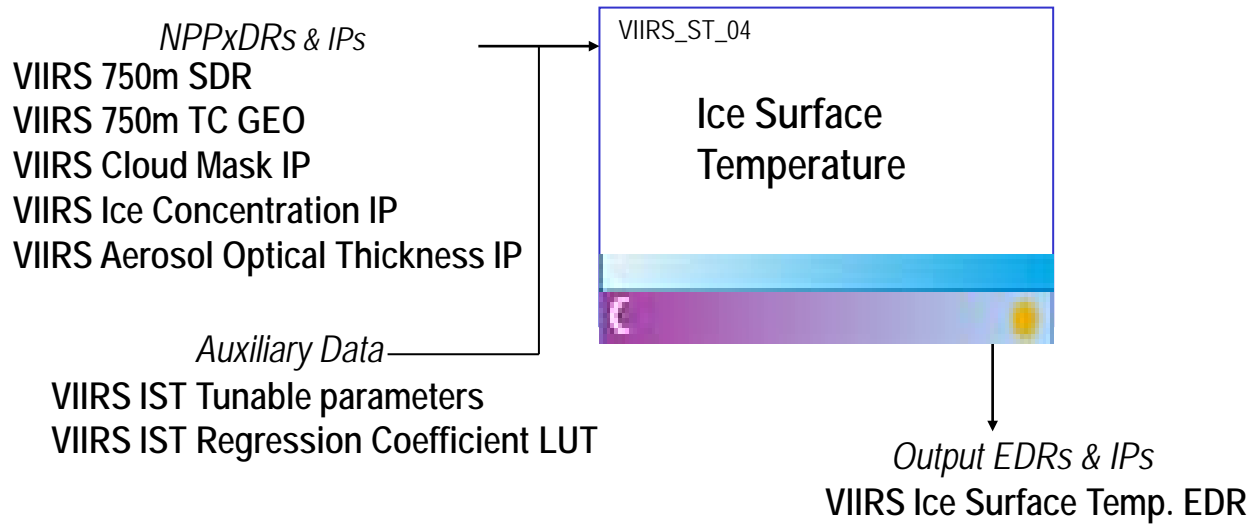 NPPxDRs & IPs
VIIRS 750m SDR
VIIRS 750m TC GEO
VIIRS Cloud Mask IP
VIIRS Ice Concentration IP
VIIRS Aerosol Optical Thickness IP
Auxiliary Data
VIIRS IST Tunable parameters
VIIRS IST Regression Coefficient LUT
VIIRS_ST_04
Ice Surface
Temperature
Output EDRs & IPs
VIIRS Ice Surface Temp. EDR